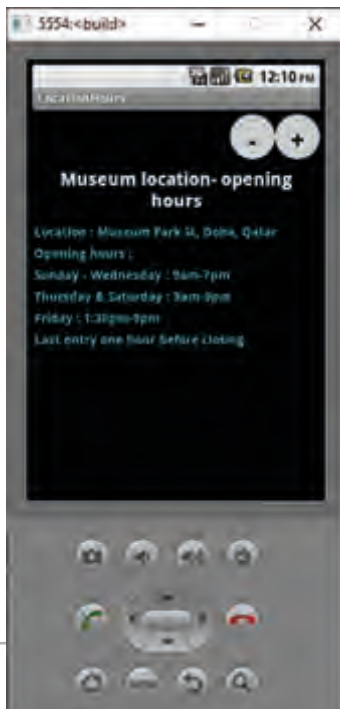 5554:<build>
12:10 PM
LocationHours
- +
Museum location- opening
hours
Location : Museum Park St, Doha, Qatar
Opening hours :
Sunday - Wednesday : 9am-7pm
Thursday & Saturday : 9am-9pm
Friday : 1:30pm-9pm
Last entry one hour before closing